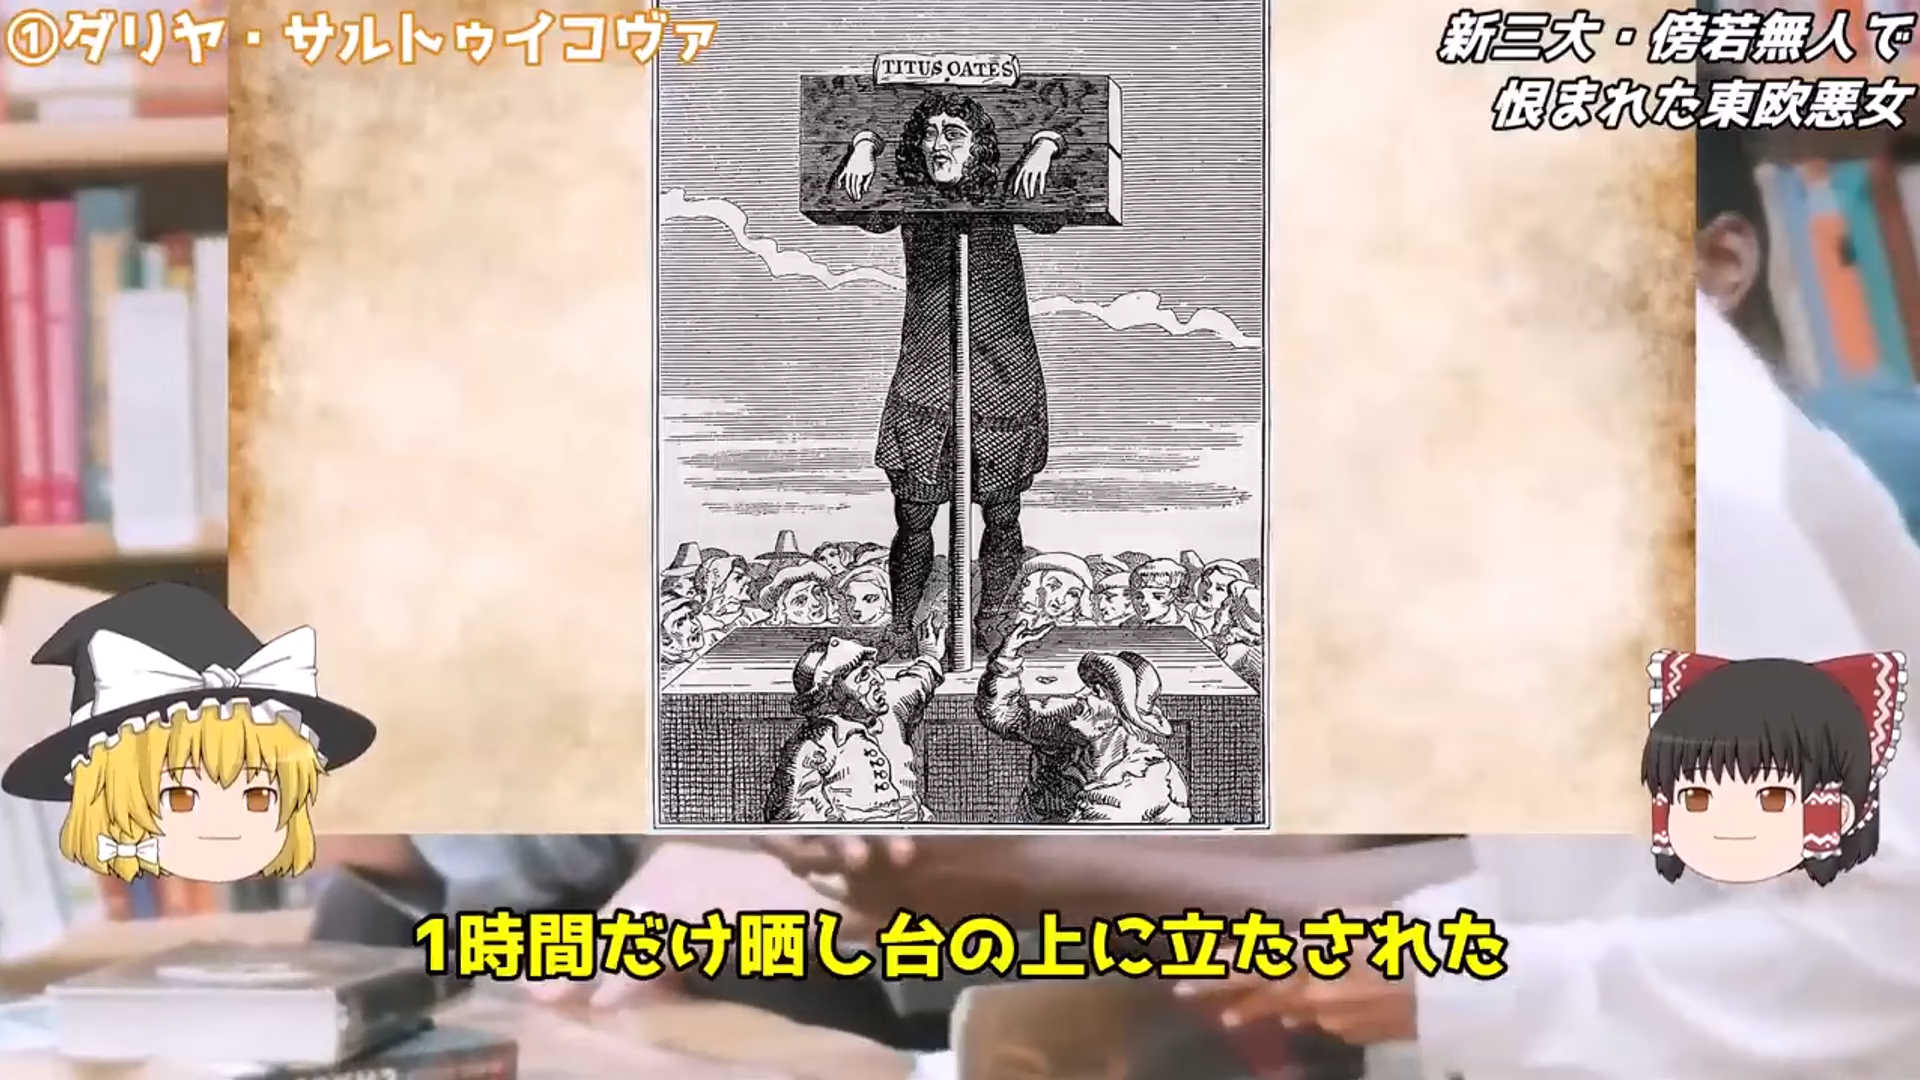 ①ダリヤ・サルトゥイコヴァ
新三大・傍若無人で
恨まれた東欧悪女
TITUS OATES
1時間だけ晒し台の上に立たされた